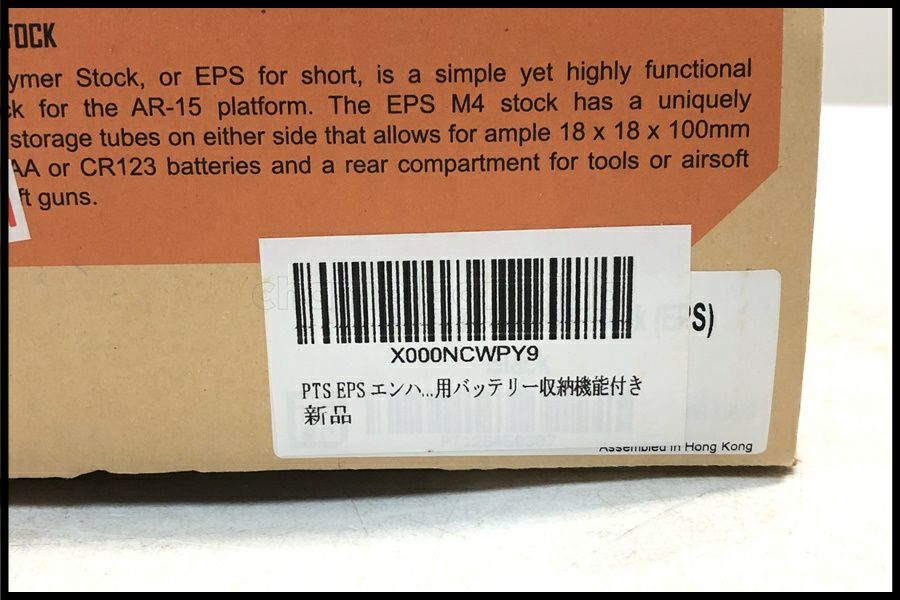 TOCK
ymer Stock, or EPS for short, is a simple yet highly functional
ck for the AR-15 platform. The EPS M4 stock has a uniquely
storage tubes on either side that allows for ample 18 x 18 x 100mm
AA or CR123 batteries and a rear compartment for tools or airsoft
ft guns.
PS)
X000NCWPY9
PTS EPS エンハ...用バッテリー収納機能付き
新品
Assembled in Hong Kong